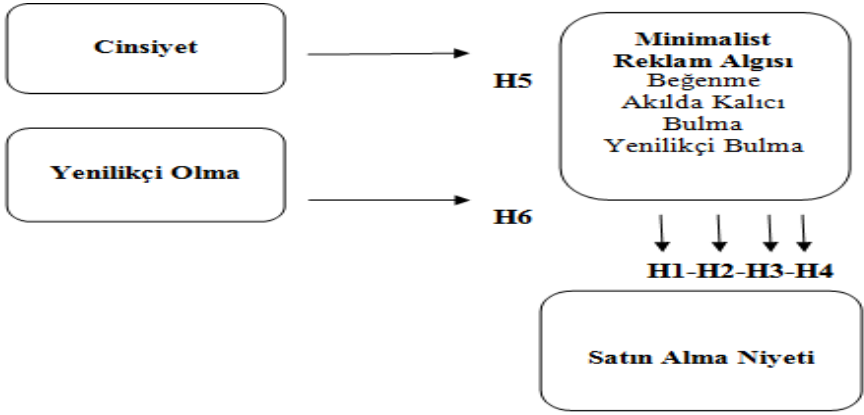 Cinsiyet
H5
Minimalist
Reklam Algısı
Beğenme
Akılda Kalıcı
Bulma
Yenilikçi Bulma
Yenilikçi Olma
H6
H1-H2-H3-H4
Satın Alma Niyeti